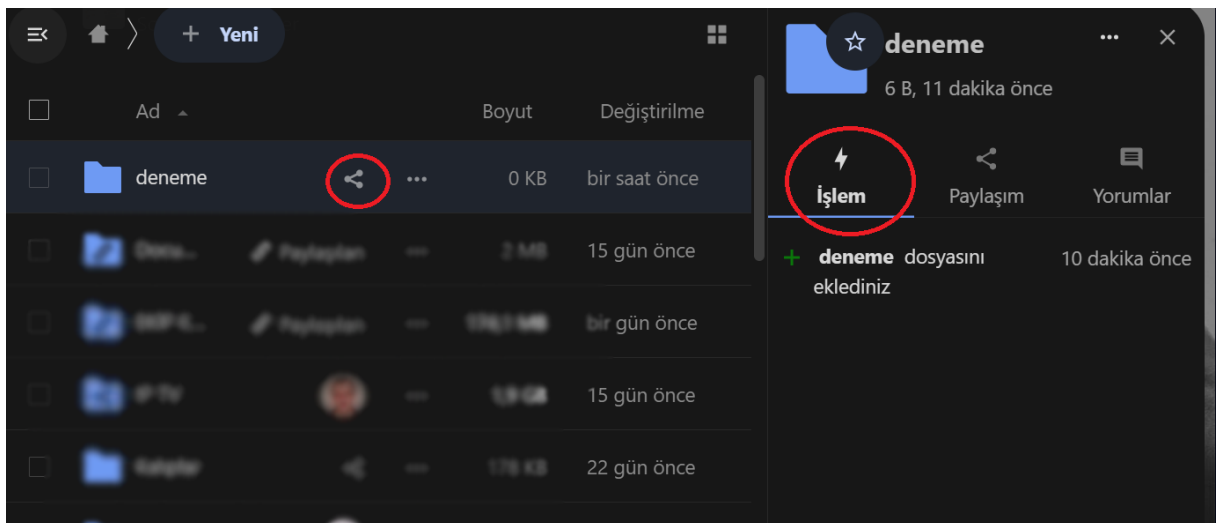 + Yeni
Ad
Boyut
Değiştirilme
deneme
0 KB
bir saat önce
15 gün önce
bir gün önce
15 gün önce
22 gün önce
deneme
6 B, 11 dakika önce
İşlem
Paylaşım
Yorumlar
+ deneme dosyasını
eklediniz
10 dakika önce